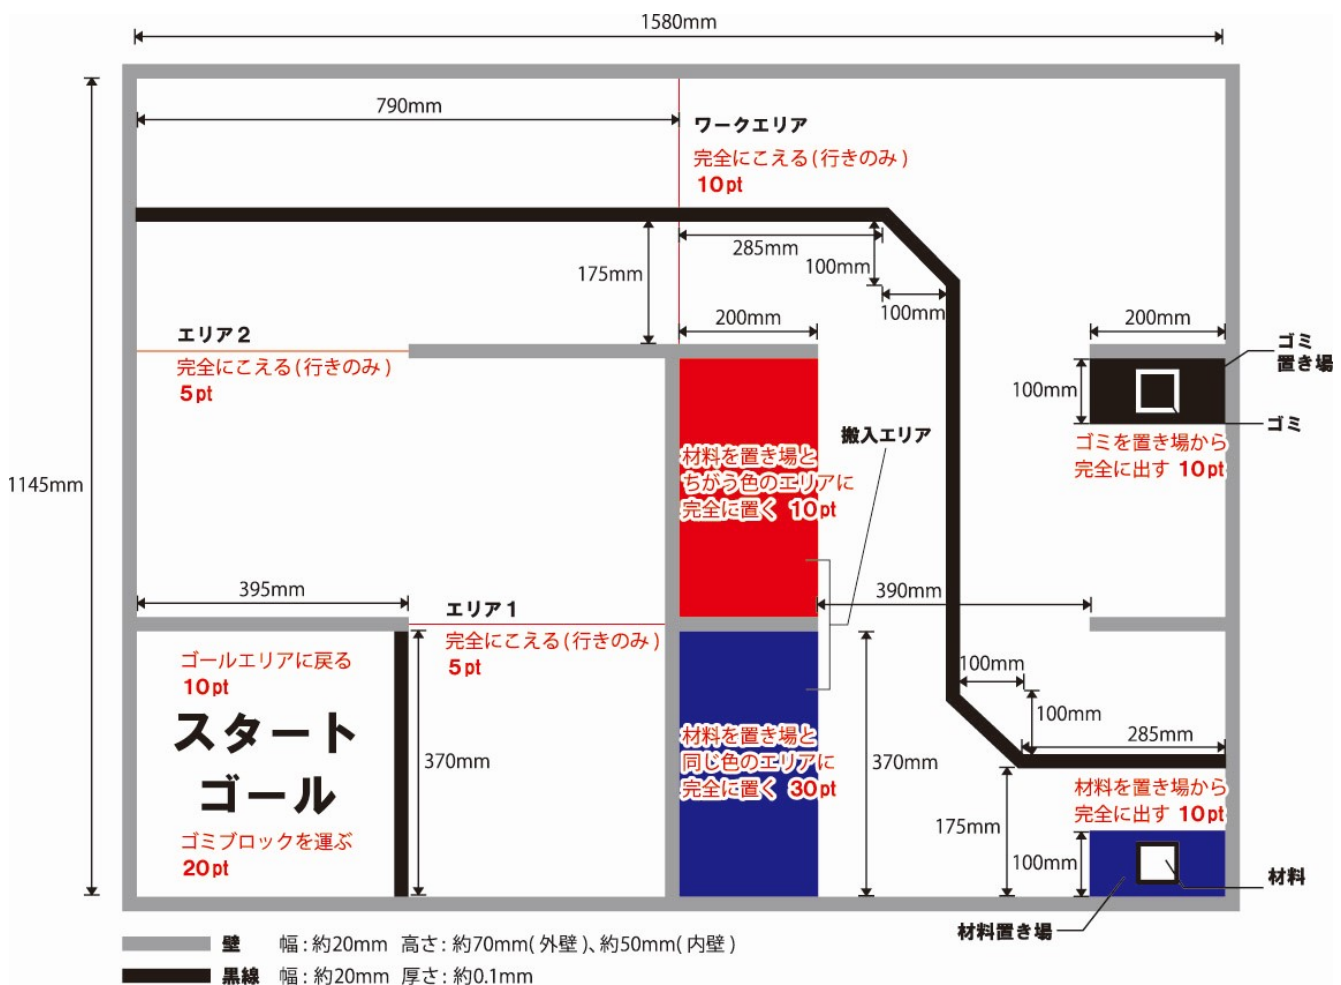 1580mm
790mm
ワークエリア
完全にこえる(行きのみ)
10pt
285mm
175mm
100mm
100mm
200mm
200mm
エリア2
完全にこえる(行きのみ)
5pt
ゴミ
置き場
100mm
ゴミ
ゴミを置き場から
完全に出す 10pt
搬入エリア
材料を置き場と
ちがう色のエリアに
完全に置く 10pt
1145mm
395mm
エリア1
完全にこえる(行きのみ)
5pt
390mm
ゴールエリアに戻る
10pt
スタート
ゴール
ゴミブロックを運ぶ
20pt
370mm
材料を置き場と
同じ色のエリアに
完全に置く 30pt
370mm
100mm
100mm
285mm
材料を置き場から
完全に出す 10pt
175mm
100mm
材料
材料置き場
壁 幅:約20mm 高さ:約70mm(外壁)、約50mm(内壁)
黒線 幅:約20mm 厚さ:約0.1mm